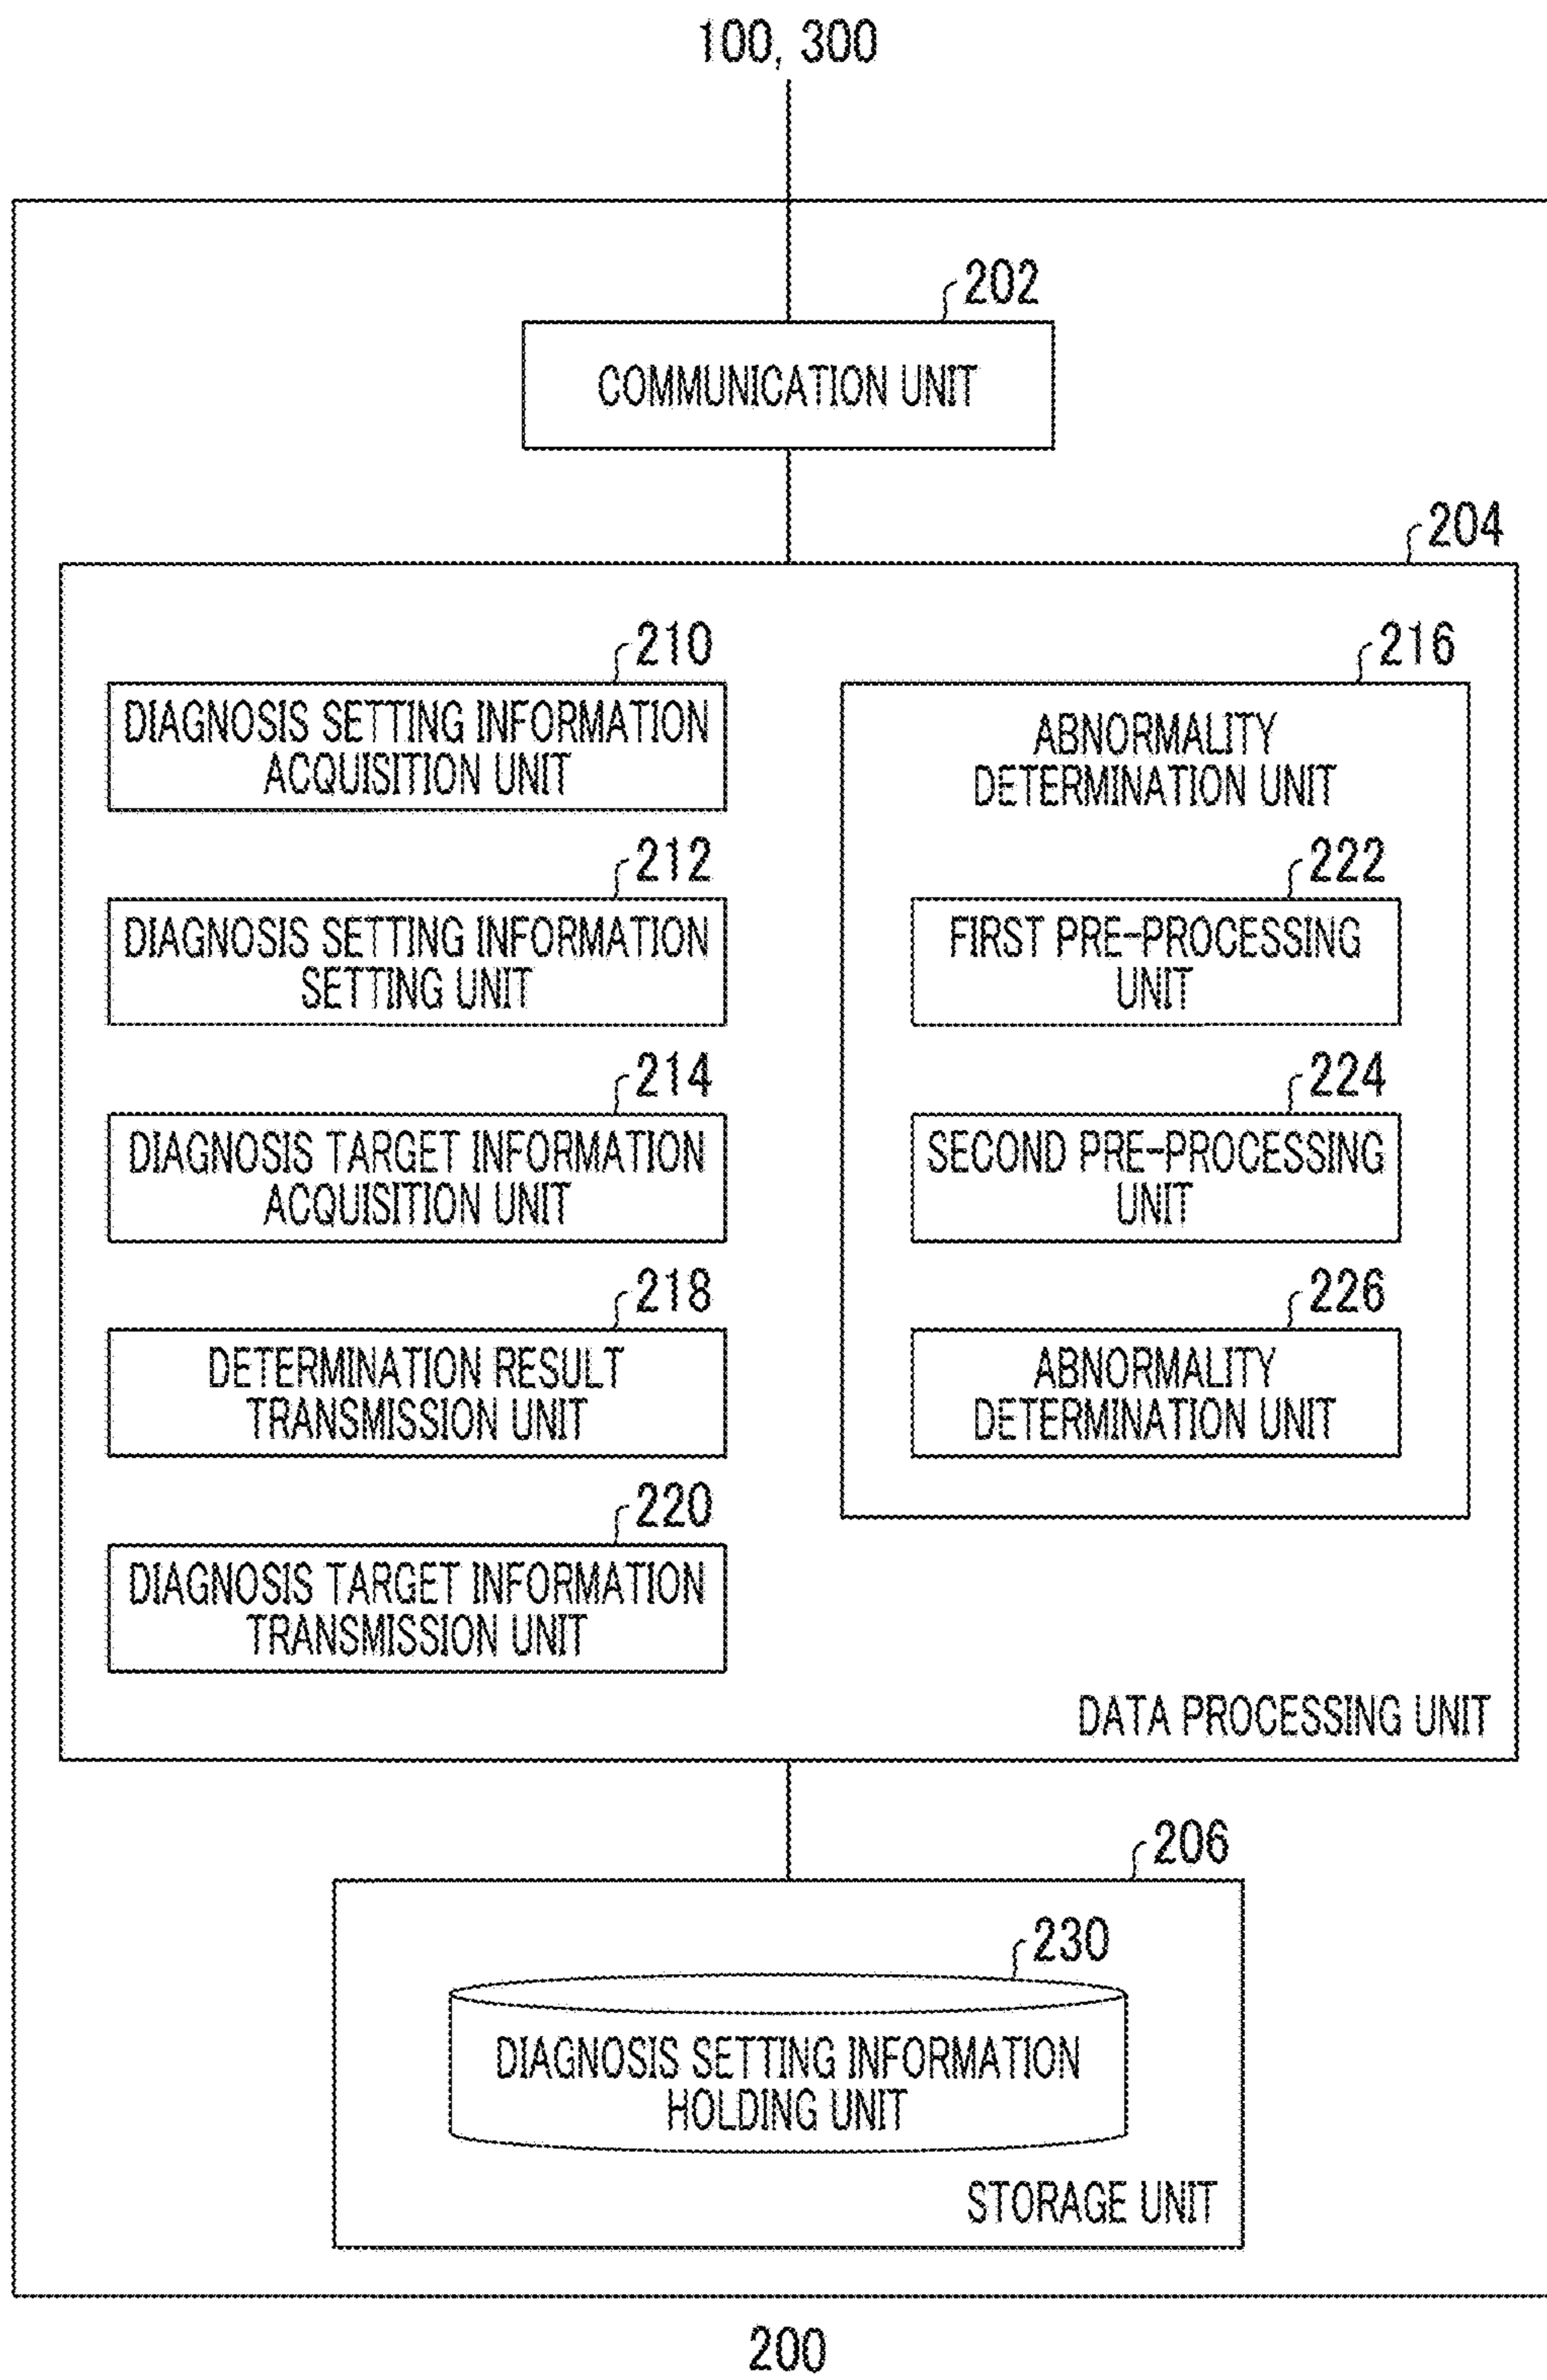 100, 300
202
COMMUNICATION UNIT
204
210
DIAGNOSIS SETTING INFORMATION
ACQUISITION UNIT
212
DIAGNOSIS SETTING INFORMATION
SETTING UNIT
214
DIAGNOSIS TARGET INFORMATION
ACQUISITION UNIT
218
DETERMINATION RESULT
TRANSMISSION UNIT
220
DIAGNOSIS TARGET INFORMATION
TRANSMISSION UNIT
216
ABNORMALITY
DETERMINATION UNIT
222
FIRST PRE-PROCESSING
UNIT
224
SECOND PRE-PROCESSING
UNIT
226
ABNORMALITY
DETERMINATION UNIT
DATA PROCESSING UNIT
206
230
DIAGNOSIS SETTING INFORMATION
HOLDING UNIT
STORAGE UNIT
200